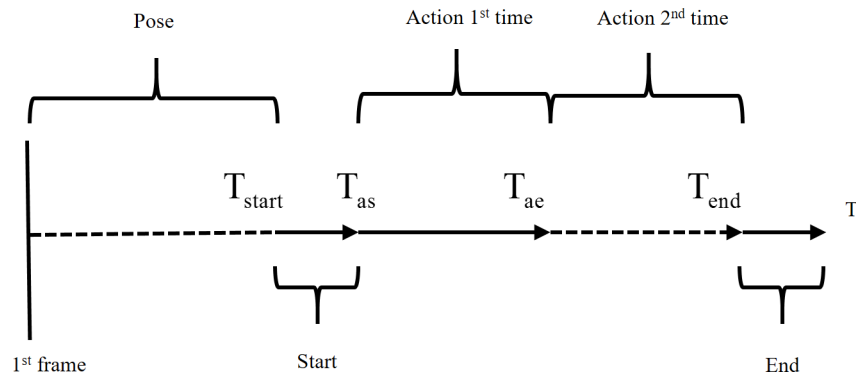 Pose
Action 1st time
Action 2nd time
Tstart
Tas
Tae
Tend
T
1st frame
Start
End